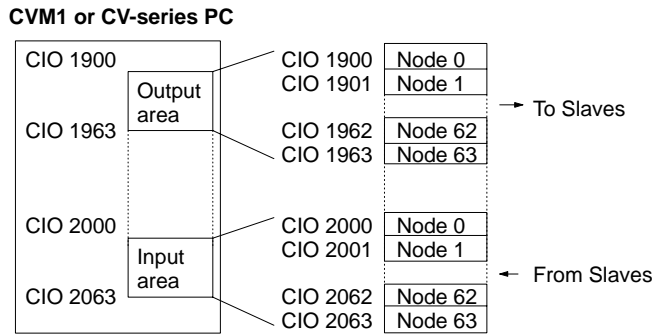 CVM1 or CV-series PC
CIO 1900
Output area
CIO 1963
CIO 2000
Input area
CIO 2063
CIO 1900 Node 0
CIO 1901 Node 1
To Slaves
CIO 1962 Node 62
CIO 1963 Node 63
CIO 2000 Node 0
CIO 2001 Node 1
From Slaves
CIO 2062 Node 62
CIO 2063 Node 63